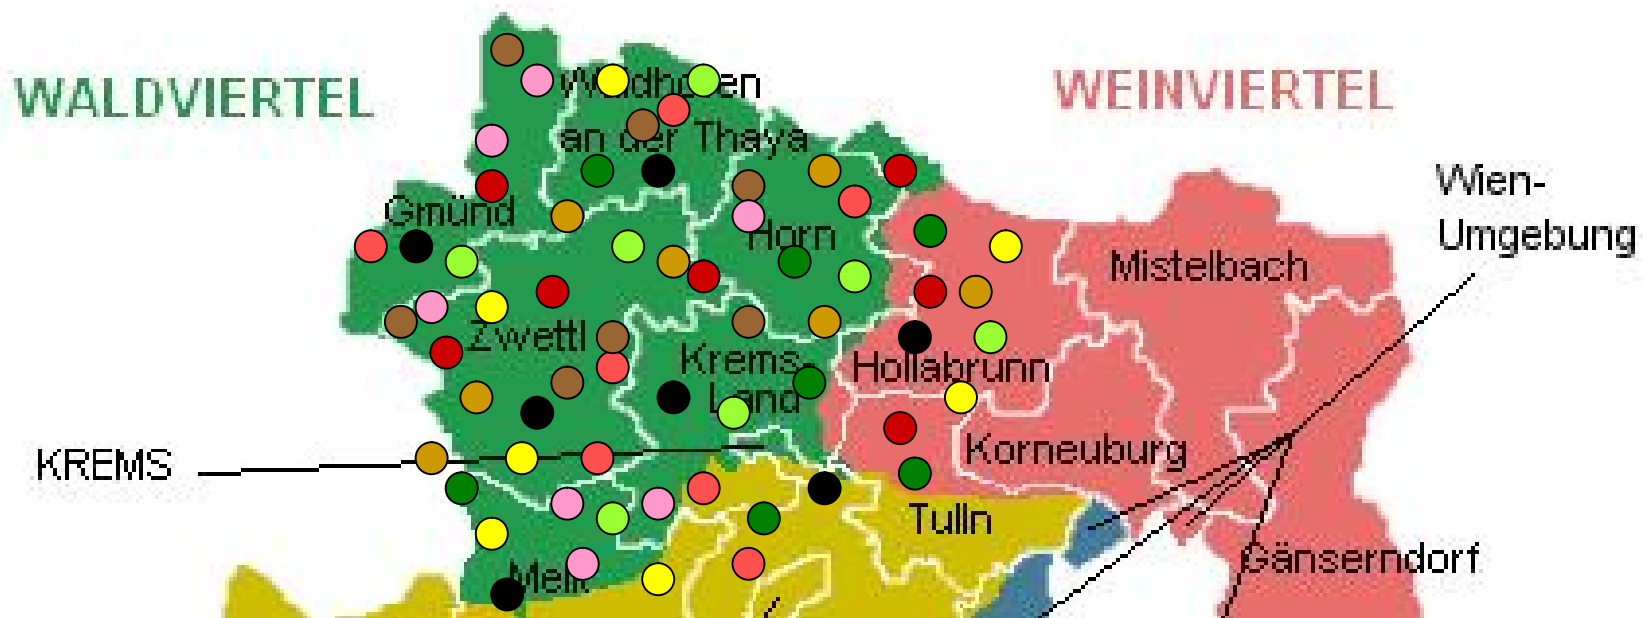 WALDVIERTEL
WEINVIERTEL
Waidhofen
an der Thaya
Wien-
Umgebung
Gmünd
Horn
Mistelbach
Zwettl
Krems-
Land
Hollabrunn
KREMS
Korneuburg
Tulln
Gänserndorf
Melk